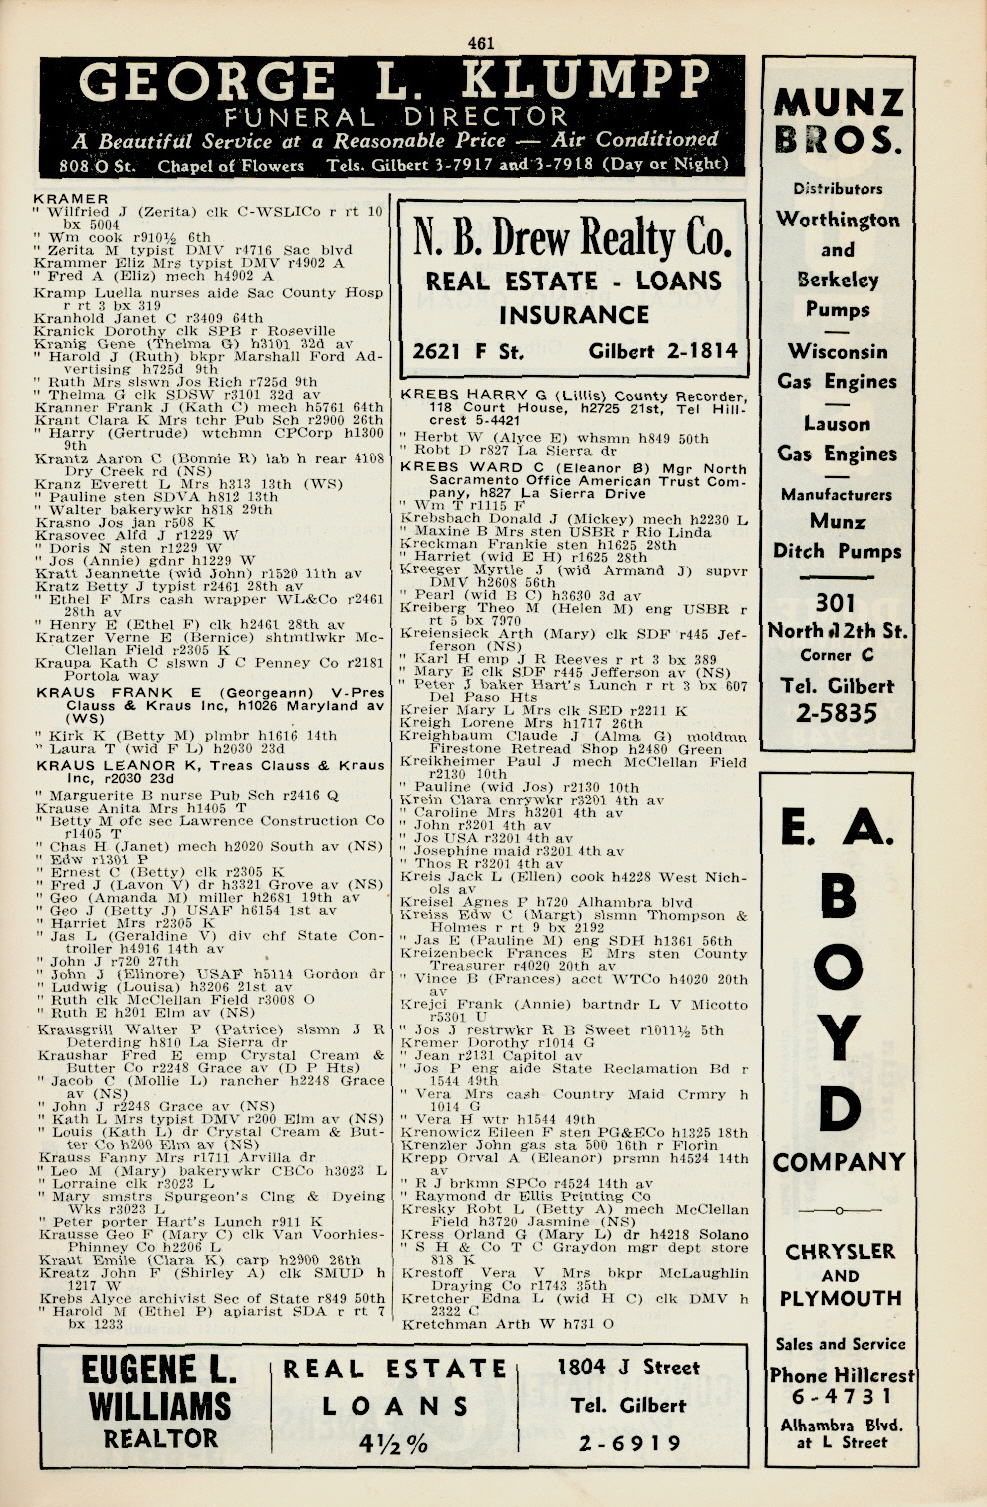 461
GEORGE L. KLUMPP
FUNERAL DIRECTOR
A Beautiful Service at a Reasonable Price — Air Conditioned
808 O St. Chapel of Flowers Tels. Gilbert 3-7917 and 3-7918 (Day or Night)
KRAMER
" Wilfried J (Zerita) clk C-WSLICo r rt 10
bx 5004
" Wm cook r910½ 6th
" Zerita M typist DMV r4716 Sac blvd
Krammer Eliz Mrs typist DMV r4902 A
" Fred A (Eliz) mech h4902 A
Kramp Luella nurses aide Sac County Hosp
r rt 3 bx 319
Kranhold Janet C r3409 64th
Kranick Dorothy clk SPB r Roseville
Kranig Gene (Thelma G) h3101 32d av
" Harold J (Ruth) bkpr Marshall Ford Ad-
vertising h725d 9th
" Ruth Mrs slswn Jos Rich r725d 9th
" Thelma G clk SDSW r3101 32d av
Kranner Frank J (Kath C) mech h5761 64th
Krant Clara K Mrs tchr Pub Sch r2900 26th
" Harry (Gertrude) wtchmn CPCorp h1300
9th
Krantz Aaron C (Bonnie R) lab h rear 4108
Dry Creek rd (NS)
Kranz Everett L Mrs h313 13th (WS)
" Pauline sten SDVA h812 13th
" Walter bakerywkr h818 29th
Krasno Jos jan r508 K
Krasovec Alfd J r1229 W
" Doris N sten r1229 W
" Jos (Annie) gdnr h1229 W
Kratt Jeannette (wid John) r1520 11th av
Kratz Betty J typist r2461 28th av
" Ethel F Mrs cash wrapper WL&Co r2461
28th av
" Henry E (Ethel F) clk h2461 28th av
Kratzer Verne E (Bernice) shtmtlwkr Mc-
Clellan Field r2305 K
Kraupa Kath C slswn J C Penney Co r2181
Portola way
KRAUS FRANK E (Georgeann) V-Pres
Clauss & Kraus Inc, h1026 Maryland av
(WS)
" Kirk K (Betty M) plmbr h1616 14th
" Laura T (wid F L) h2030 23d
KRAUS LEANOR K, Treas Clauss & Kraus
Inc, r2030 23d
" Marguerite B nurse Pub Sch r2416 Q
Krause Anita Mrs h1405 T
" Betty M ofc sec Lawrence Construction Co
r1405 T
" Chas H (Janet) mech h2020 South av (NS)
" Edw r1301 P
" Ernest C (Betty) clk r2305 K
" Fred J (Lavon V) dr h3321 Grove av (NS)
" Geo (Amanda M) miller h2681 19th av
" Geo J (Betty J) USAF h6154 1st av
" Harriet Mrs r2305 K
" Jas L (Geraldine V) div chf State Con-
troller h4916 14th av
" John J r720 27th
" John J (Elinore) USAF h5114 Gordon dr
" Ludwig (Louisa) h3206 21st av
" Ruth clk McClellan Field r3008 O
" Ruth E h201 Elm av (NS)
Krausgrill Walter P (Patrice) slsmn J R
Deterding h810 La Sierra dr
Kraushar Fred E emp Crystal Cream &
Butter Co r2248 Grace av (D P Hts)
" Jacob C (Mollie L) rancher h2248 Grace
av (NS)
" John J r2248 Grace av (NS)
" Kath L Mrs typist DMV r200 Elm av (NS)
" Louis (Kath L) dr Crystal Cream & But-
ter Co h200 Elm av (NS)
Krauss Fanny Mrs r1711 Arvilla dr
" Leo M (Mary) bakerywkr CBCo h3023 L
" Lorraine clk r3023 L
" Mary smstrs Spurgeon's Clng & Dyeing
Wks r3023 L
" Peter porter Hart's Lunch r911 K
Krausse Geo F (Mary C) clk Van Voorhies-
Phinney Co h2206 L
Kraut Emile (Clara K) carp h2900 26th
Kreatz John F (Shirley A) clk SMUD h
1217 W
Krebs Alyce archivist Sec of State r849 50th
" Harold M (Ethel P) apiarist SDA r rt 7
bx 1233
N. B. Drew Realty Co.
REAL ESTATE - LOANS
INSURANCE
2621 F St. Gilbert 2-1814
KREBS HARRY G (Lillis) County Recorder,
118 Court House, h2725 21st, Tel Hill-
crest 5-4421
" Herbt W (Alyce E) whsmn h849 50th
" Robt D r827 La Sierra dr
KREBS WARD C (Eleanor B) Mgr North
Sacramento Office American Trust Com-
pany, h827 La Sierra Drive
" Wm T r1115 F
Krebsbach Donald J (Mickey) mech h2230 L
" Maxine B Mrs sten USBR r Rio Linda
Kreckman Frankie sten h1625 28th
" Harriet (wid E H) r1625 28th
Kreeger Myrtle J (wid Armand J) supvr
DMV h2608 56th
" Pearl (wid B C) h3630 3d av
Kreiberg Theo M (Helen M) eng USBR r
rt 5 bx 7970
Kreiensieck Arth (Mary) clk SDF r445 Jef-
ferson (NS)
" Karl H emp J R Reeves r rt 3 bx 389
" Mary E clk SDF r445 Jefferson av (NS)
" Peter J baker Hart's Lunch r rt 3 bx 607
Del Paso Hts
Kreier Mary L Mrs clk SED r2211 K
Kreigh Lorene Mrs h1717 26th
Kreighbaum Claude J (Alma G) moldmn
Firestone Retread Shop h2480 Green
Kreikheimer Paul J mech McClellan Field
r2130 10th
" Pauline (wid Jos) r2130 10th
Krein Clara cnrywkr r3201 4th av
" Caroline Mrs h3201 4th av
" John r3201 4th av
" Jos USA r3201 4th av
" Josephine maid r3201 4th av
" Thos R r3201 4th av
Kreis Jack L (Ellen) cook h4228 West Nich-
ols av
Kreisel Agnes P h720 Alhambra blvd
Kreiss Edw C (Margt) slsmn Thompson &
Holmes r rt 9 bx 2192
" Jas E (Pauline M) eng SDH h1361 56th
Kreizenbeck Frances E Mrs sten County
Treasurer r4020 20th av
" Vince B (Frances) acct WTCo h4020 20th
av
Krejci Frank (Annie) bartndr L V Micotto
r5301 U
" Jos J restrwkr R B Sweet r1011½ 5th
Kremer Dorothy r1014 G
" Jean r2131 Capitol av
" Jos P eng aide State Reclamation Bd r
1544 49th
" Vera Mrs cash Country Maid Crmry h
1014 G
" Vera H wtr h1544 49th
Krenowicz Eileen F sten PG&ECo h1325 18th
Krenzler John gas sta 500 16th r Florin
Krepp Orval A (Eleanor) prsmn h4524 14th
av
" R J brkmn SPCo r4524 14th av
" Raymond dr Ellis Printing Co
Kresky Robt L (Betty A) mech McClellan
Field h3720 Jasmine (NS)
Kress Orland G (Mary L) dr h4218 Solano
" S H & Co T C Graydon mgr dept store
818 K
Krestoff Vera V Mrs bkpr McLaughlin
Draying Co r1743 35th
Kretcher Edna L (wid H C) clk DMV h
2322 C
Kretchman Arth W h731 O
MUNZ
BROS.
Distributors
Worthington
and
Berkeley
Pumps
Wisconsin
Gas Engines
Lauson
Gas Engines
Manufacturers
Munz
Ditch Pumps
301
North 12th St.
Corner C
Tel. Gilbert
2-5835
E. A.
B
O
Y
D
COMPANY
CHRYSLER
AND
PLYMOUTH
Sales and Service
Phone Hillcrest
6-4731
Alhambra Blvd.
at L Street
EUGENE L.
WILLIAMS
REALTOR
REAL ESTATE
LOANS
4½%
1804 J Street
Tel. Gilbert
2-6919